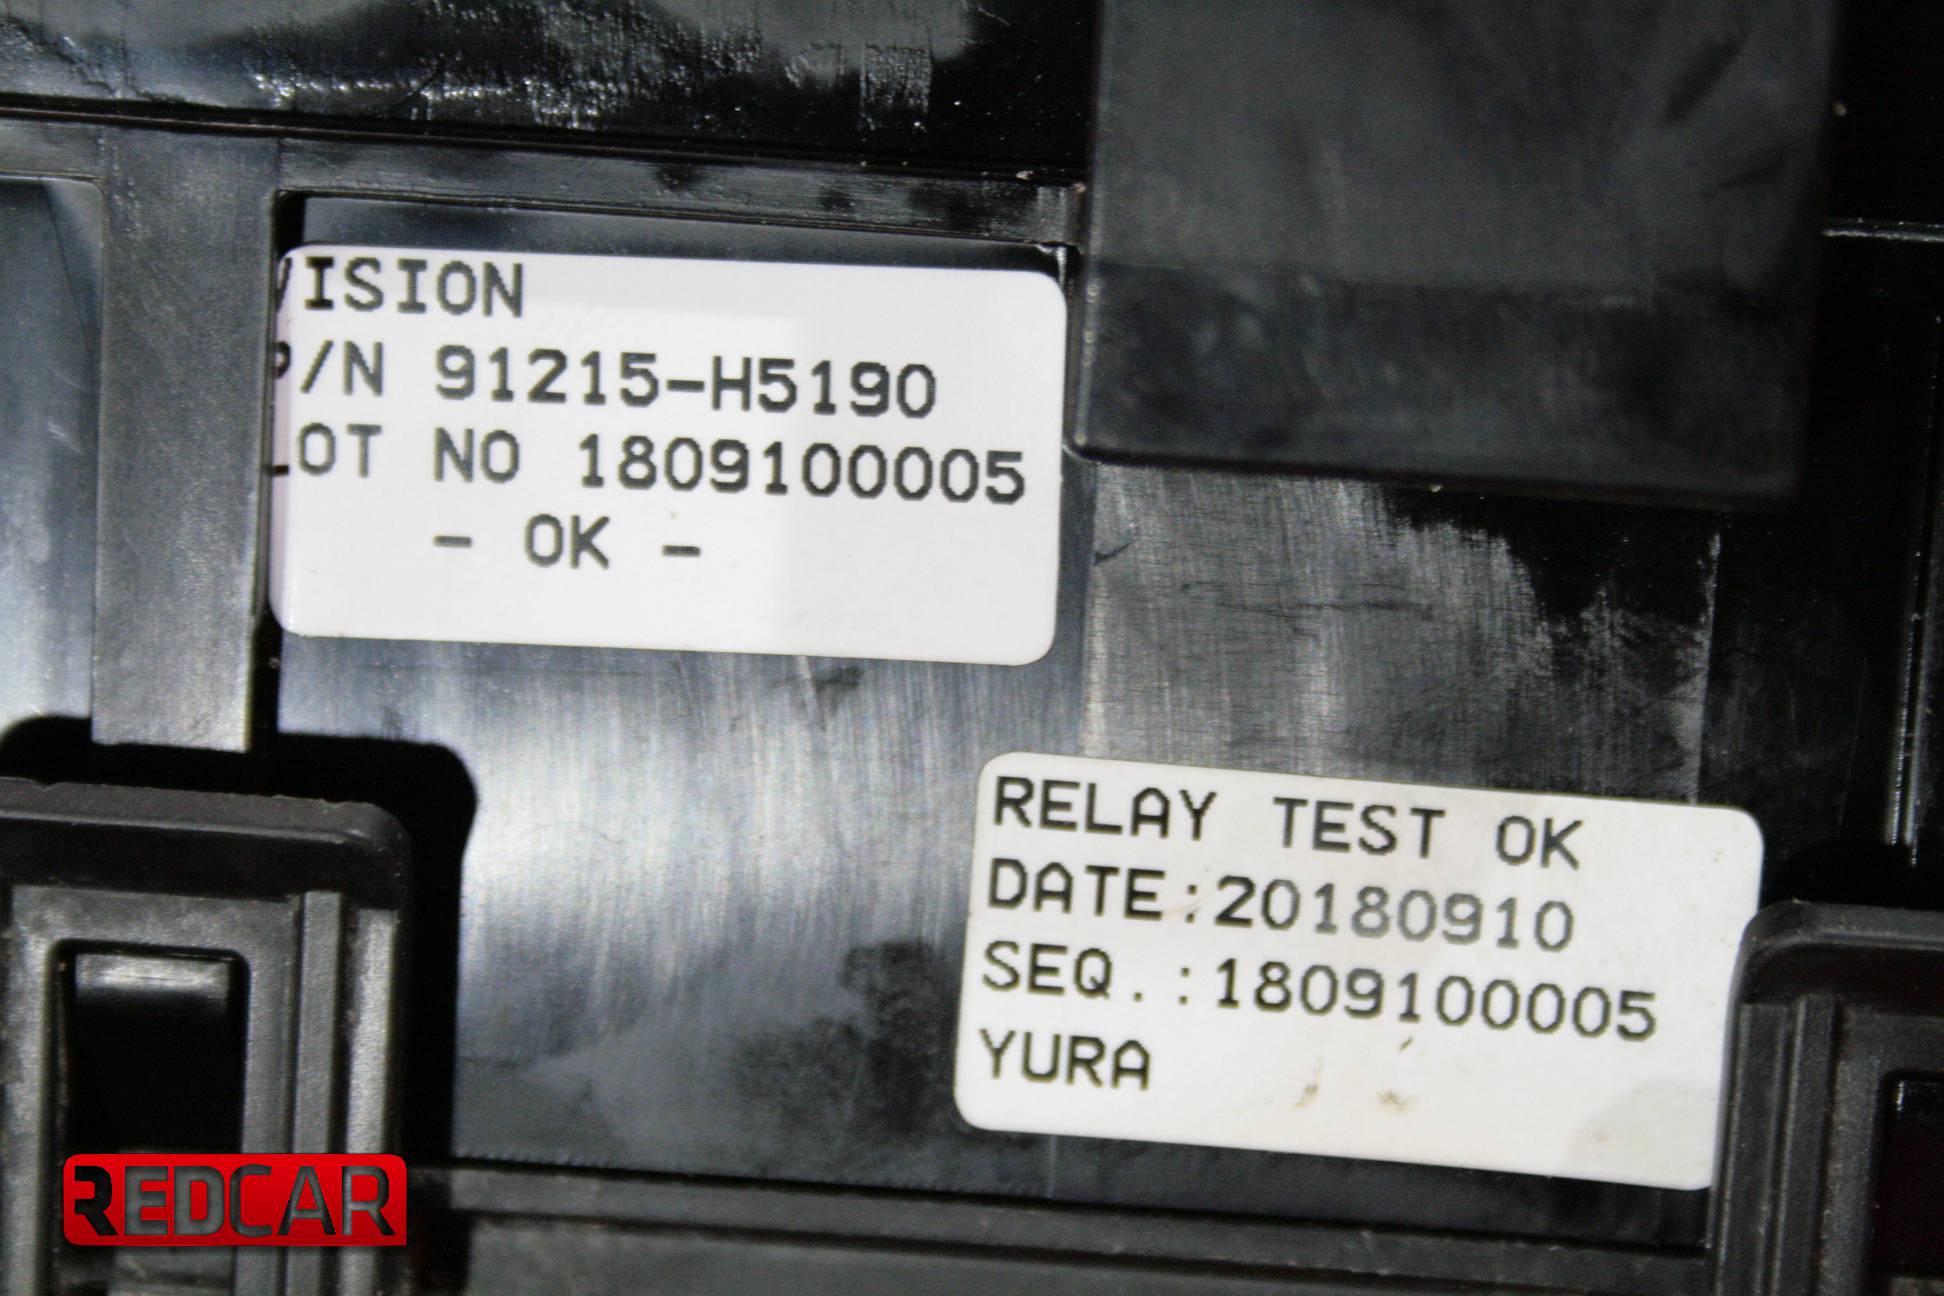 VISION
P/N 91215-H5190
LOT NO 1809100005
- OK -
RELAY TEST OK
DATE:20180910
SEQ.:1809100005
YURA
REDCAR